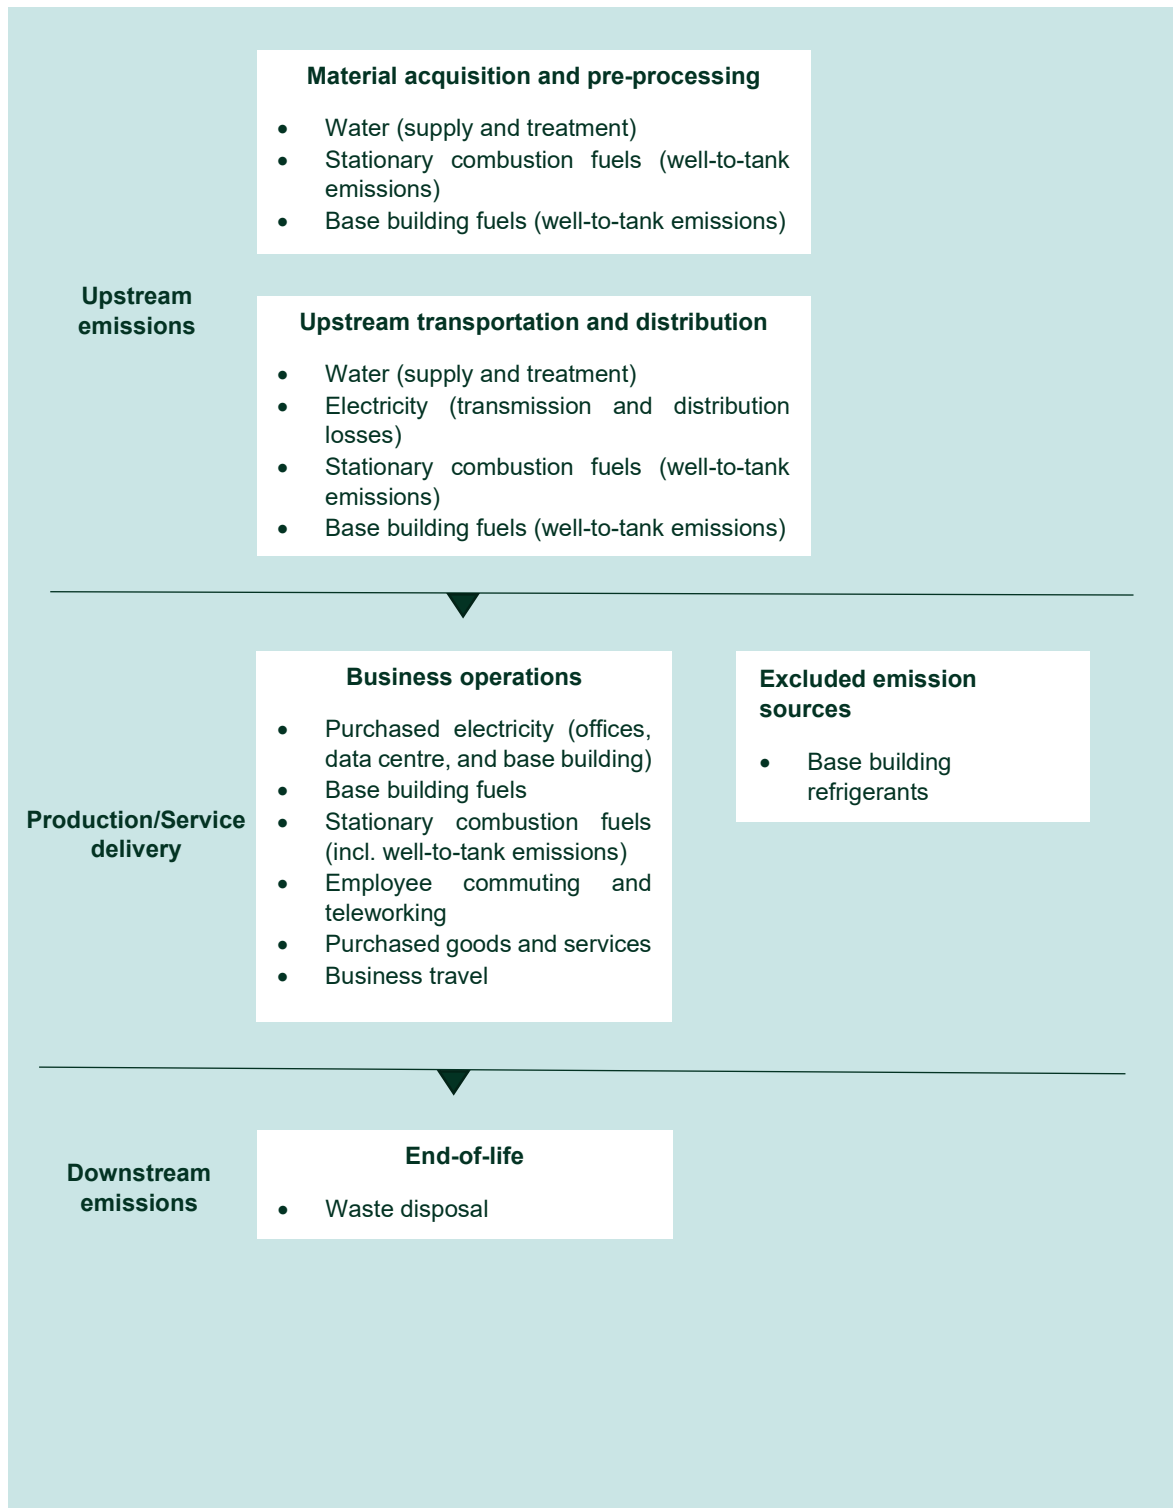 Material acquisition and pre-processing
• Water (supply and treatment)
• Stationary combustion fuels (well-to-tank
emissions)
• Base building fuels (well-to-tank emissions)
Upstream
emissions
Upstream transportation and distribution
• Water (supply and treatment)
• Electricity (transmission and distribution
losses)
• Stationary combustion fuels (well-to-tank
emissions)
• Base building fuels (well-to-tank emissions)
Production/Service
delivery
Business operations
• Purchased electricity (offices,
data centre, and base building)
• Base building fuels
• Stationary combustion fuels
(incl. well-to-tank emissions)
• Employee commuting and
teleworking
• Purchased goods and services
• Business travel
Excluded emission
sources
• Base building
refrigerants
Downstream
emissions
End-of-life
• Waste disposal